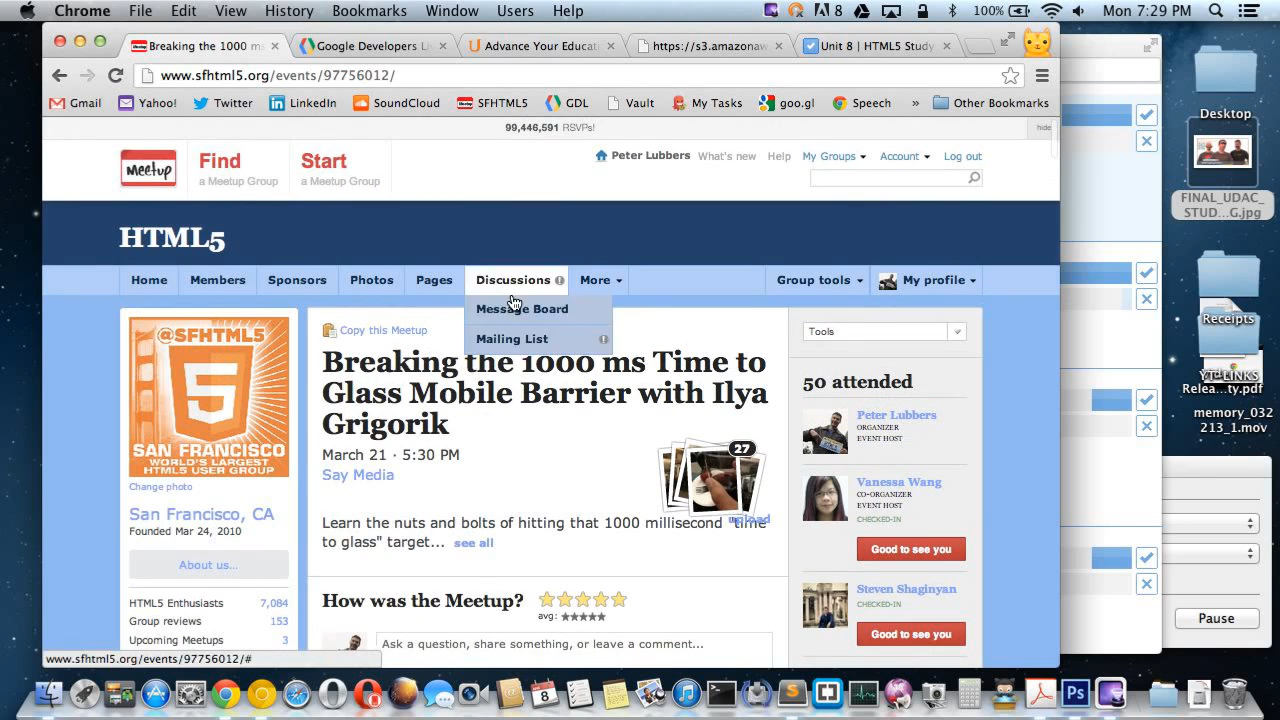 Chrome File Edit View History Bookmarks Window Users Help 8 100% Mon 7:29 PM
Breaking the 1000 ms Google Developers Li Advance Your Educat https://s3.amazonaw Unit 8 | HTML5 Study
www.sfhtml5.org/events/97756012/
Gmail Yahoo! Twitter LinkedIn SoundCloud SFHTML5 GDL Vault My Tasks goo.gl Speech » Other Bookmarks
99,446,591 RSVPs!
hide
Meetup
Find
a Meetup Group
Start
a Meetup Group
Peter Lubbers What's new Help My Groups Account Log out
HTML5
Home Members Sponsors Photos Pages Discussions More Group tools My profile
Message Board
Mailing List
@SFHTML5
5
SAN FRANCISCO
WORLD'S LARGEST
HTML5 USER GROUP
Change photo
San Francisco, CA
Founded Mar 24, 2010
About us...
HTML5 Enthusiasts 7,084
Group reviews 153
Upcoming Meetups 3
Copy this Meetup
Breaking the 1000 ms Time to
Glass Mobile Barrier with Ilya
Grigorik
March 21 · 5:30 PM
Say Media
27
upload
Learn the nuts and bolts of hitting that 1000 millisecond "time
to glass" target... see all
How was the Meetup?
avg:
Ask a question, share something, or leave a comment...
Tools
50 attended
Peter Lubbers
ORGANIZER
EVENT HOST
Vanessa Wang
CO-ORGANIZER
EVENT HOST
CHECKED-IN
Good to see you
Steven Shaginyan
CHECKED-IN
Good to see you
www.sfhtml5.org/events/97756012/#
Desktop
FINAL_UDAC_
STUD...G.jpg
Receipts
YT-LINKS
Relea...ty.pdf
memory_032
213_1.mov
Pause
8
Ps